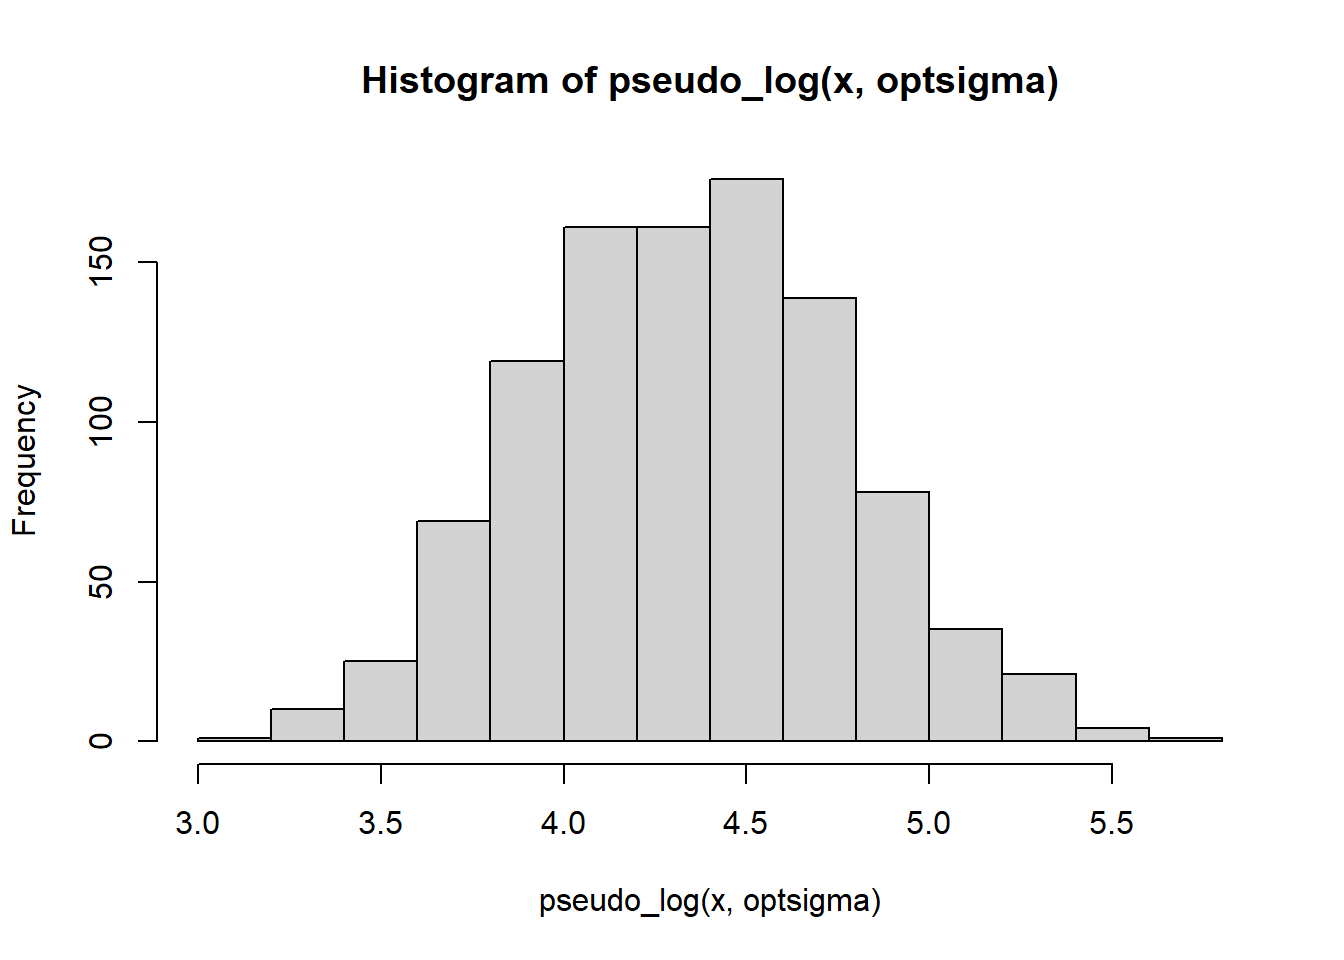 Histogram of pseudo_log(x, optsigma)
Frequency
150
100
50
0
3.0 3.5 4.0 4.5 5.0 5.5
pseudo_log(x, optsigma)